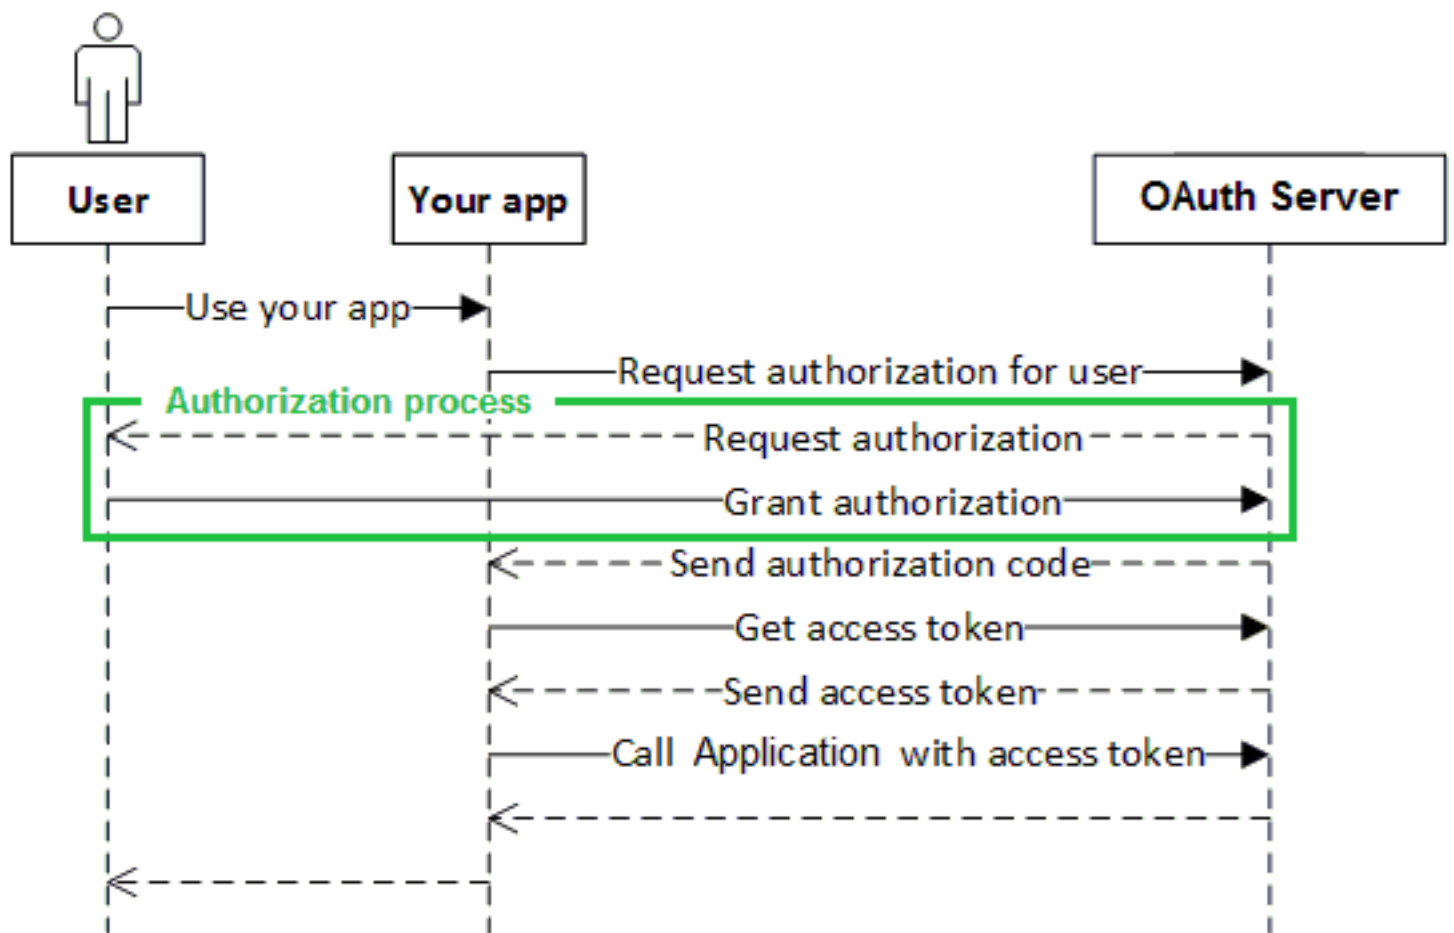 User
Your app
OAuth Server
Use your app
Request authorization for user
Authorization process
Request authorization
Grant authorization
Send authorization code
Get access token
Send access token
Call Application with access token